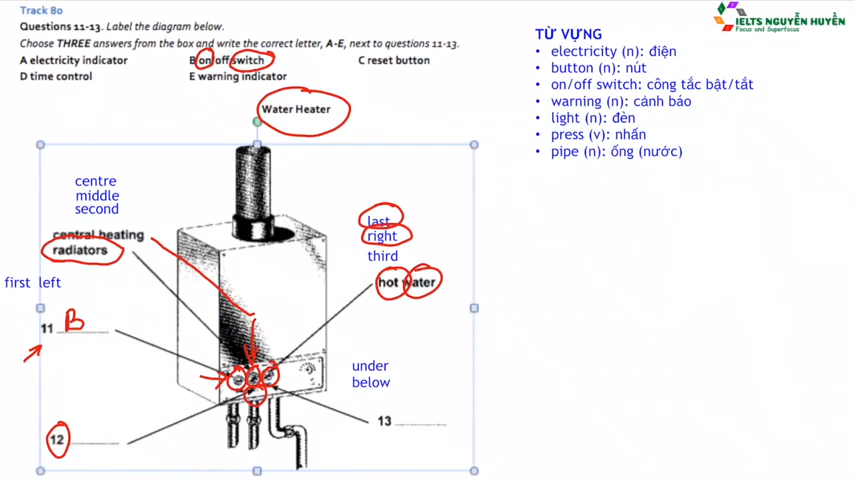 Track 80
Questions 11-13. Label the diagram below.
Choose THREE answers from the box and write the correct letter, A-E, next to questions 11-13.
A electricity indicator
B on/off switch
C reset button
D time control
E warning indicator
Water Heater
centre
middle
second
central heating
radiators
first left
11 B
12
last
right
third
hot water
under
below
13
IELTS NGUYỄN HUYỀN
Focus and Superfocus
TỪ VỰNG
• electricity (n): điện
• button (n): nút
• on/off switch: công tắc bật/tắt
• warning (n): cảnh báo
• light (n): đèn
• press (v): nhấn
• pipe (n): ống (nước)